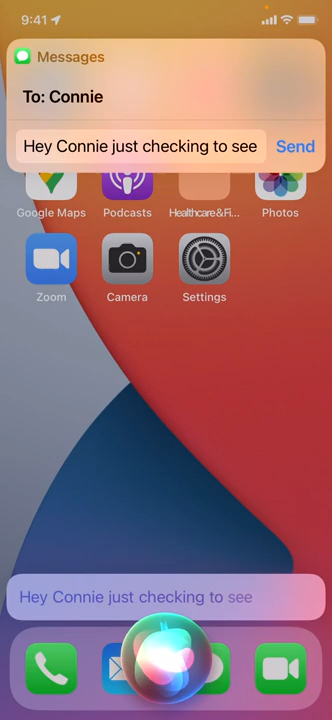 9:41
Messages
To: Connie
Hey Connie just checking to see
Send
Google Maps Podcasts Healthcare&Fi... Photos
Zoom Camera Settings
Hey Connie just checking to see